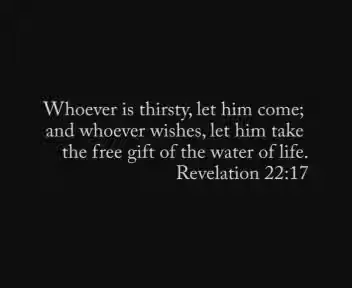 Whoever is thirsty, let him come;
and whoever wishes, let him take
the free gift of the water of life.
Revelation 22:17